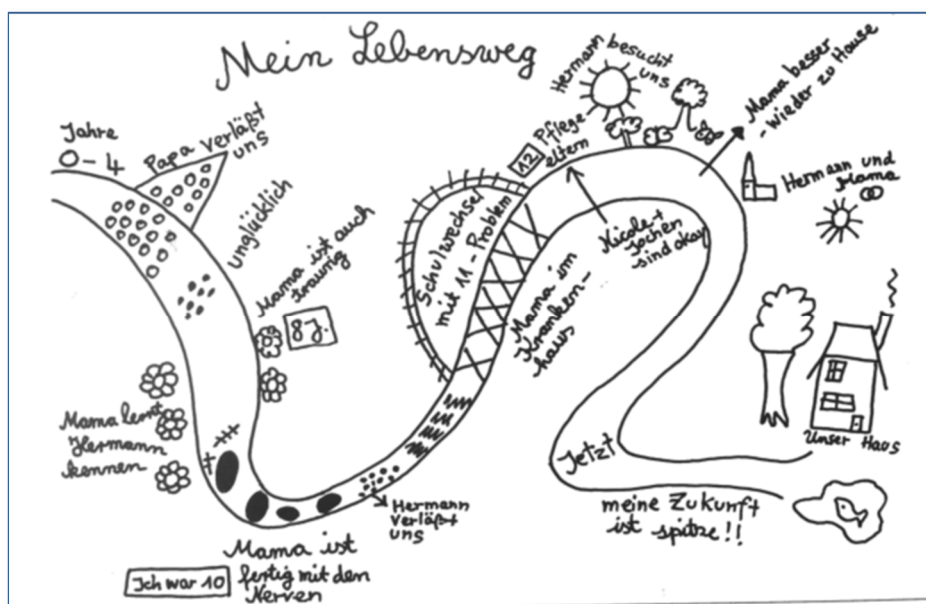 Mein Lebensweg
Jahre
0-4
Papa verläßt
uns
unglücklich
Mama ist auch
traurig
8 J.
Mama lernt
Hermann
kennen
Ich war 10
Mama ist
fertig mit den
Nerven
Hermann
verläßt
uns
Schulwechsel
mit 11 - Problem
Mama im
Kranken-
haus
12
Pflege-
eltern
Nicole +
Jochen
sind okay
Hermann besucht
uns
Mama besser
- wieder zu Hause
Hermann und
Mama
Unser Haus
Jetzt
meine Zukunft
ist spitze!!